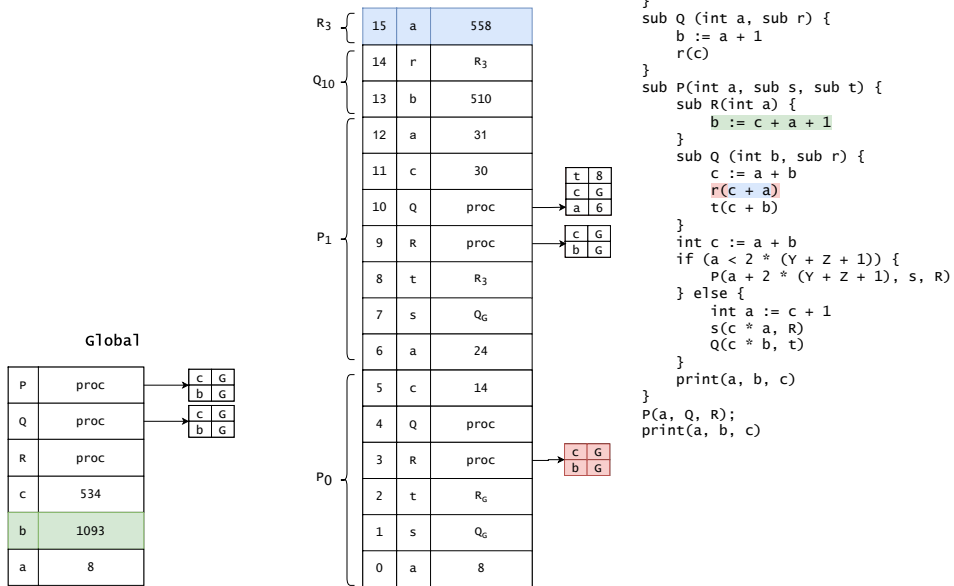 Global
P proc c G
b G
Q proc c G
b G
R proc
c 534
b 1093
a 8
R3 15 a 558
Q10 14 r R3
13 b 510
P1 12 a 31
11 c 30
10 Q proc t 8
c G
a 6
9 R proc c G
b G
8 t R3
7 s QG
6 a 24
P0 5 c 14
4 Q proc
3 R proc c G
b G
2 t RG
1 s QG
0 a 8
}
sub Q (int a, sub r) {
b := a + 1
r(c)
}
sub P(int a, sub s, sub t) {
sub R(int a) {
b := c + a + 1
}
sub Q (int b, sub r) {
c := a + b
r(c + a)
t(c + b)
}
int c := a + b
if (a < 2 * (Y + Z + 1)) {
P(a + 2 * (Y + Z + 1), s, R)
} else {
int a := c + 1
s(c * a, R)
Q(c * b, t)
}
print(a, b, c)
}
P(a, Q, R);
print(a, b, c)